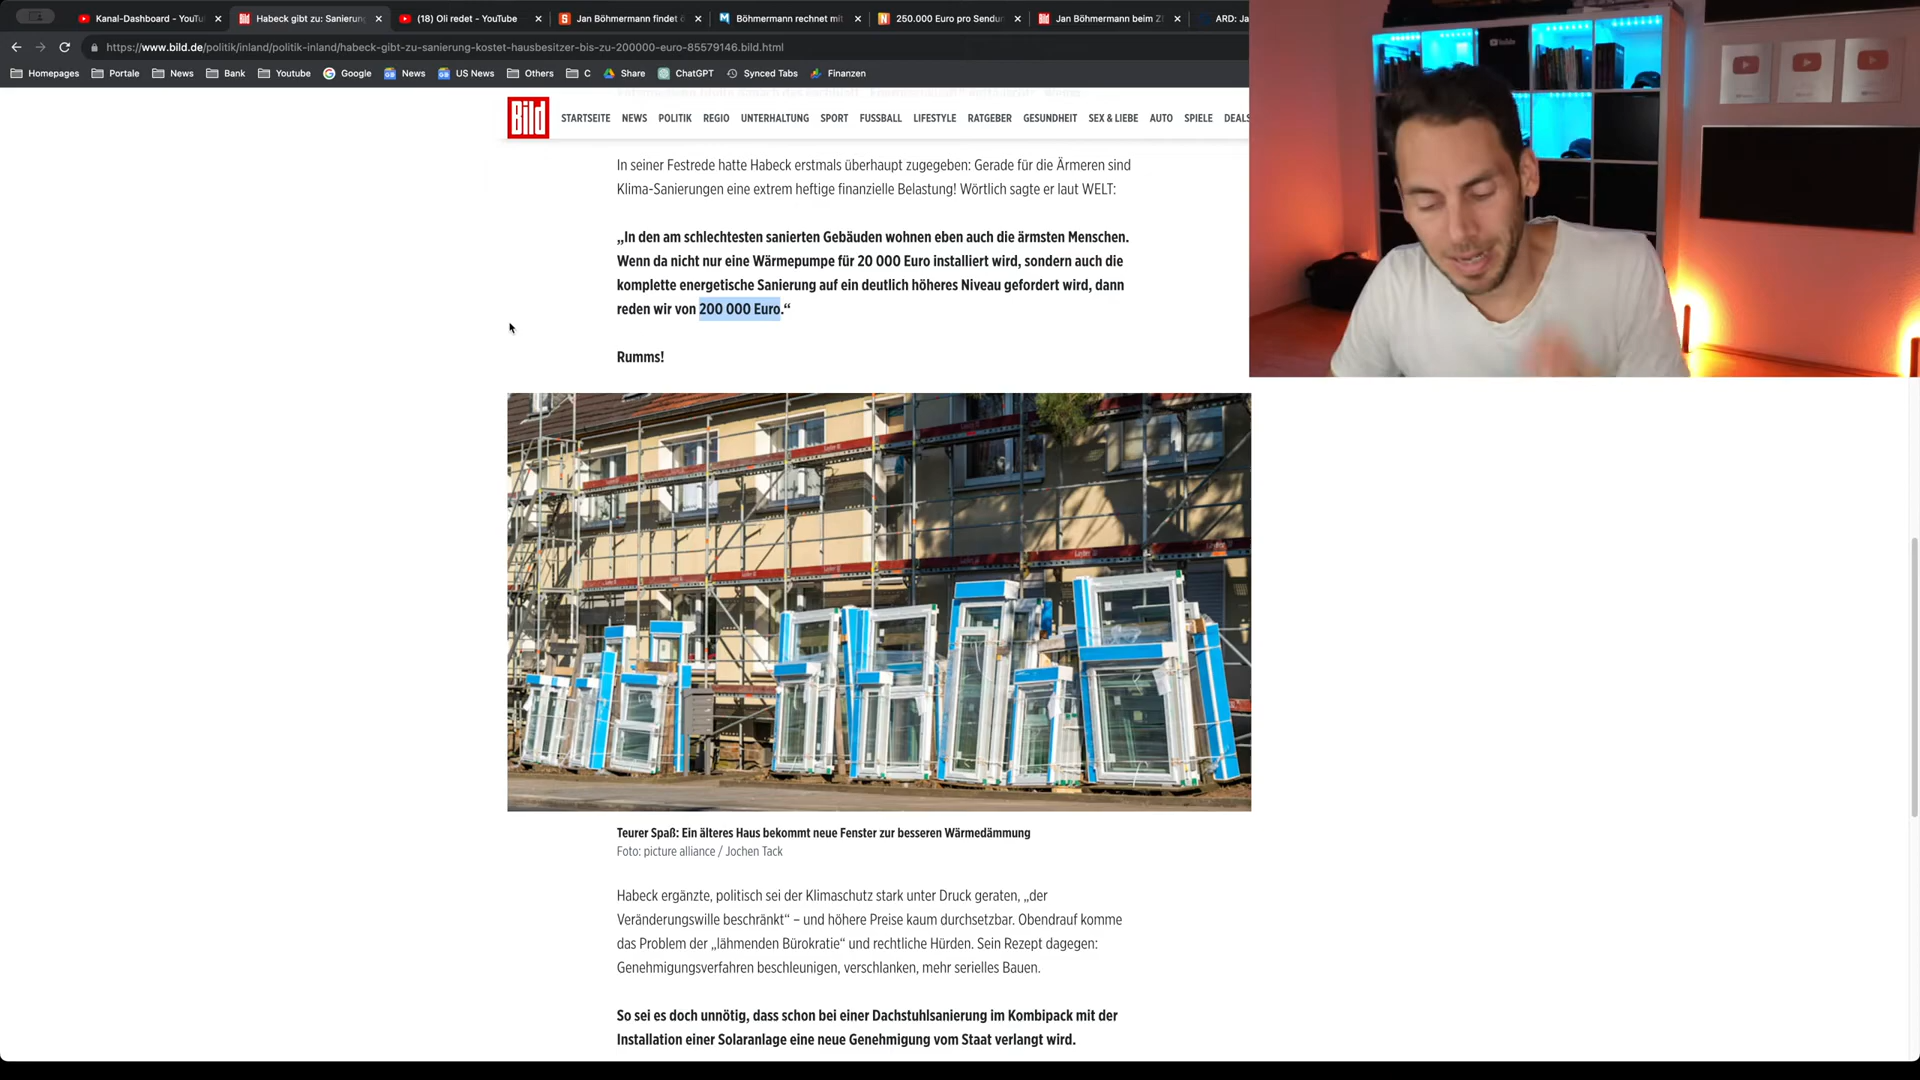 Kanal-Dashboard - YouTu
Habeck gibt zu: Sanierun
(18) Oli redet - YouTube
Jan Böhmermann findet
Böhmermann rechnet mit
250.000 Euro pro Sendun
Jan Böhmermann beim Z
ARD: Ja
https://www.bild.de/politik/inland/politik-inland/habeck-gibt-zu-sanierung-kostet-hausbesitzer-bis-zu-200000-euro-85579146.bild.html
Homepages Portale News Bank Youtube Google News US News Others C Share ChatGPT Synced Tabs Finanzen
Bild STARTSEITE NEWS POLITIK REGIO UNTERHALTUNG SPORT FUSSBALL LIFESTYLE RATGEBER GESUNDHEIT SEX & LIEBE AUTO SPIELE DEALS
In seiner Festrede hatte Habeck erstmals überhaupt zugegeben: Gerade für die Ärmeren sind
Klima-Sanierungen eine extrem heftige finanzielle Belastung! Wörtlich sagte er laut WELT:
„In den am schlechtesten sanierten Gebäuden wohnen eben auch die ärmsten Menschen.
Wenn da nicht nur eine Wärmepumpe für 20 000 Euro installiert wird, sondern auch die
komplette energetische Sanierung auf ein deutlich höheres Niveau gefordert wird, dann
reden wir von 200 000 Euro.“
Rumms!
Teurer Spaß: Ein älteres Haus bekommt neue Fenster zur besseren Wärmedämmung
Foto: picture alliance / Jochen Tack
Habeck ergänzte, politisch sei der Klimaschutz stark unter Druck geraten, „der
Veränderungswille beschränkt“ – und höhere Preise kaum durchsetzbar. Obendrauf komme
das Problem der „lähmenden Bürokratie“ und rechtliche Hürden. Sein Rezept dagegen:
Genehmigungsverfahren beschleunigen, verschlanken, mehr serielles Bauen.
So sei es doch unnötig, dass schon bei einer Dachstuhlsanierung im Kombipack mit der
Installation einer Solaranlage eine neue Genehmigung vom Staat verlangt wird.